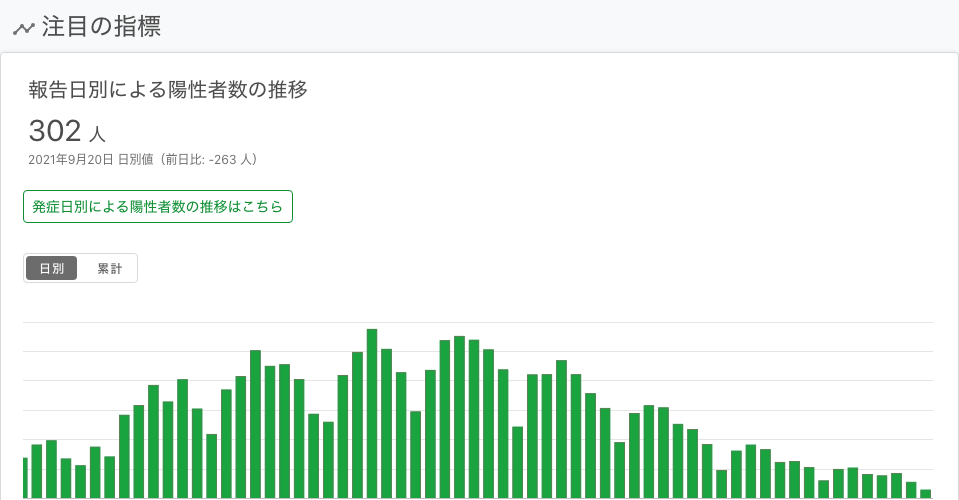 注目の指標
報告日別による陽性者数の推移
302 人
2021年9月20日 日別値（前日比: -263 人）
発症日別による陽性者数の推移はこちら
日別 累計